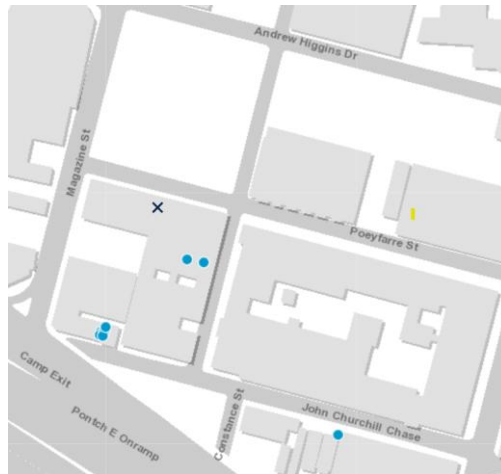 Andrew Higgins Dr
Magazine St
Poeyfarre St
Camp Exit
Constance St
John Churchill Chase
Pontch E Onramp